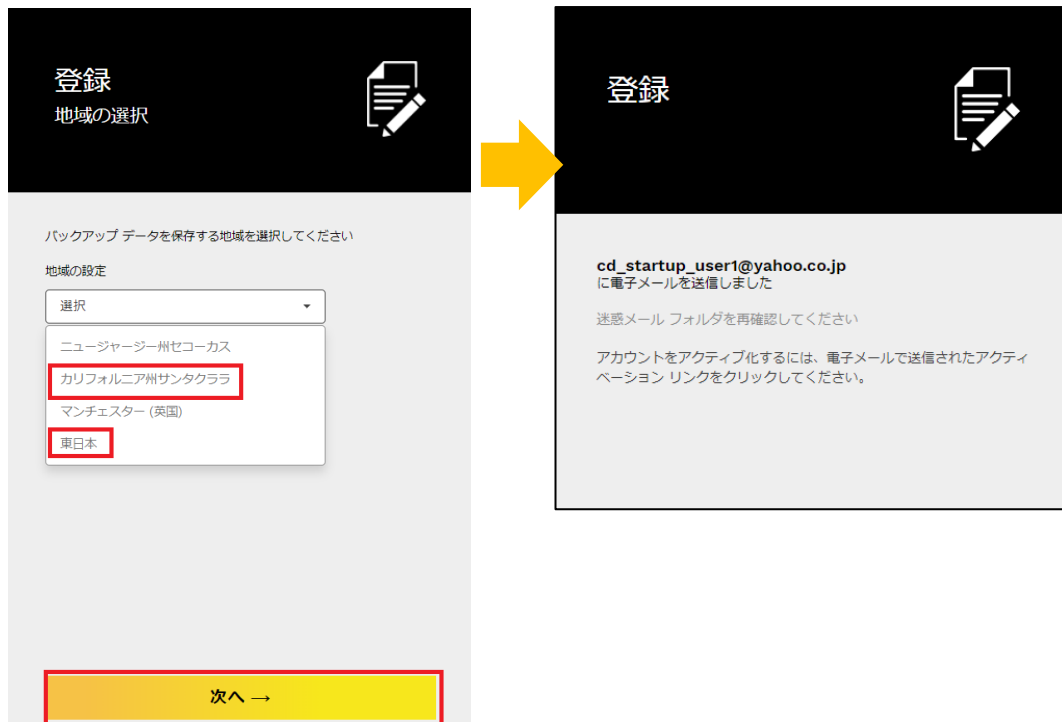 登録
地域の選択
バックアップ データを保存する地域を選択してください
地域の設定
選択
ニュージャージー州セコーカス
カリフォルニア州サンタクララ
マンチェスター (英国)
東日本
次へ →
登録
cd_startup_user1@yahoo.co.jp
に電子メールを送信しました
迷惑メール フォルダを再確認してください
アカウントをアクティブ化するには、電子メールで送信されたアクティ
ベーション リンクをクリックしてください。